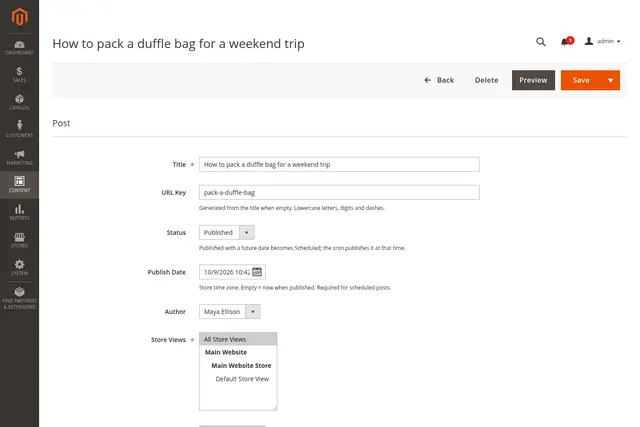 How to pack a duffle bag for a weekend trip
1
admin
Back
Delete
Preview
Save
DASHBOARD
SALES
CATALOG
CUSTOMERS
MARKETING
CONTENT
REPORTS
STORES
SYSTEM
FIND PARTNERS
& EXTENSIONS
Post
Title *
How to pack a duffle bag for a weekend trip
URL Key
pack-a-duffle-bag
Generated from the title when empty. Lowercase letters, digits and dashes.
Status
Published
Published with a future date becomes Scheduled; the cron publishes it at that time.
Publish Date
10/9/2026 10:42
Store time zone. Empty = now when published. Required for scheduled posts.
Author
Maya Ellison
Store Views *
All Store Views
Main Website
Main Website Store
Default Store View